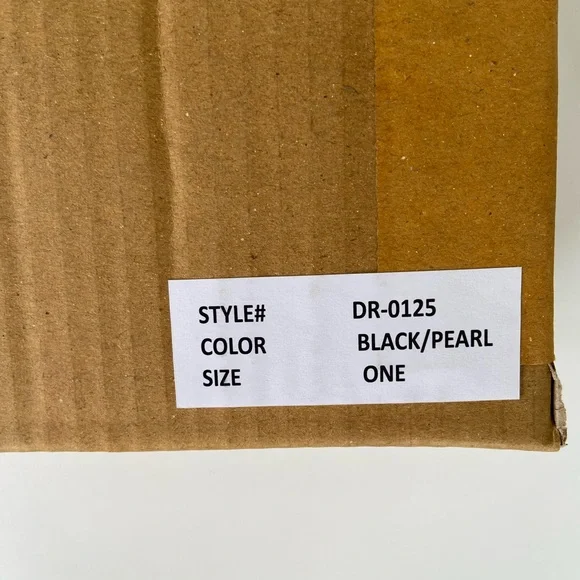 STYLE# DR-0125
COLOR BLACK/PEARL
SIZE ONE